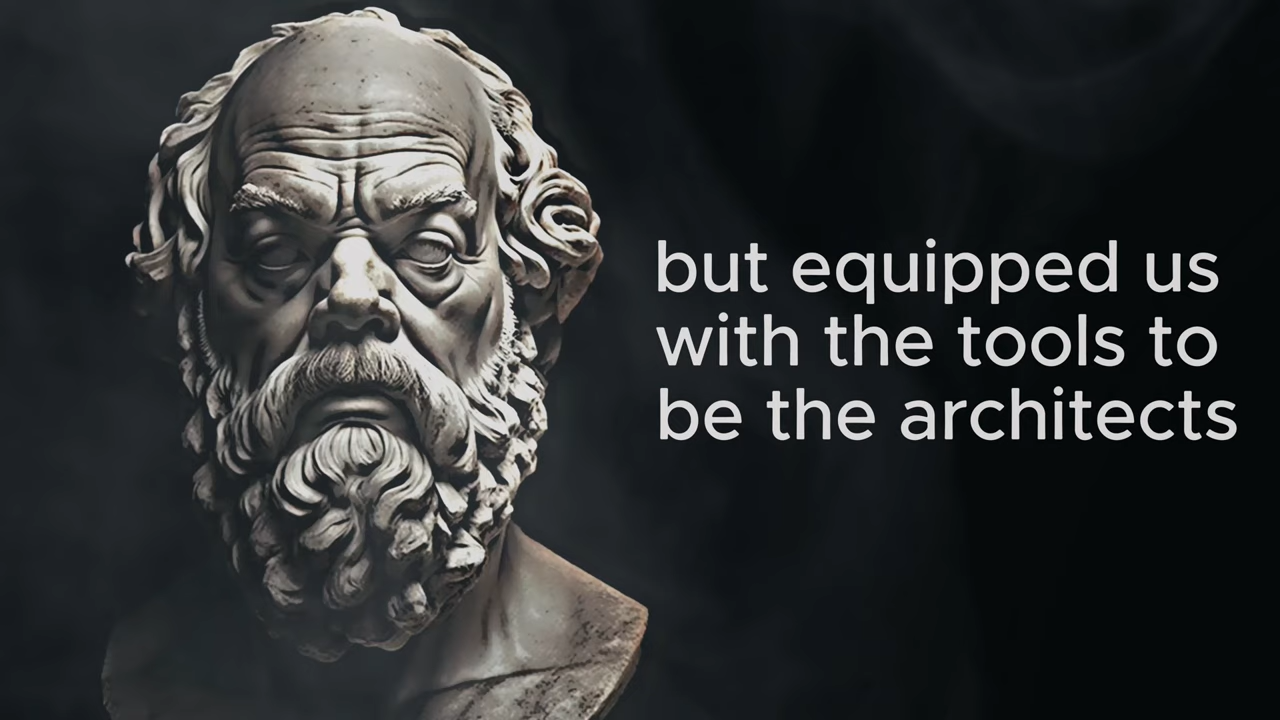 but equipped us
with the tools to
be the architects